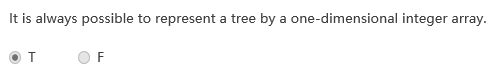 It is always possible to represent a tree by a one-dimensional integer array.
T F